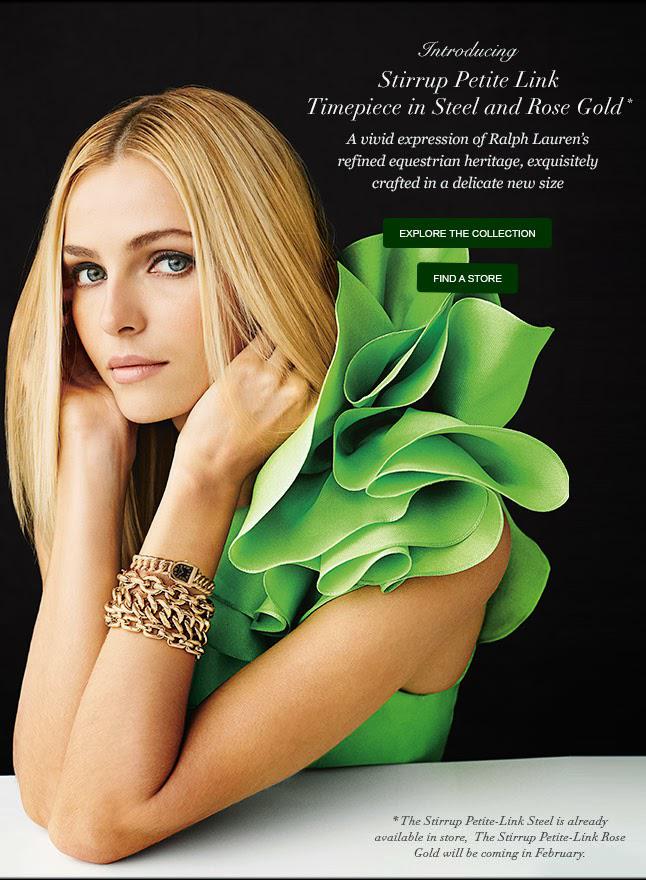 Introducing
Stirrup Petite Link
Timepiece in Steel and Rose Gold*
A vivid expression of Ralph Lauren's
refined equestrian heritage, exquisitely
crafted in a delicate new size
EXPLORE THE COLLECTION
FIND A STORE
*The Stirrup Petite-Link Steel is already
available in store, The Stirrup Petite-Link Rose
Gold will be coming in February.